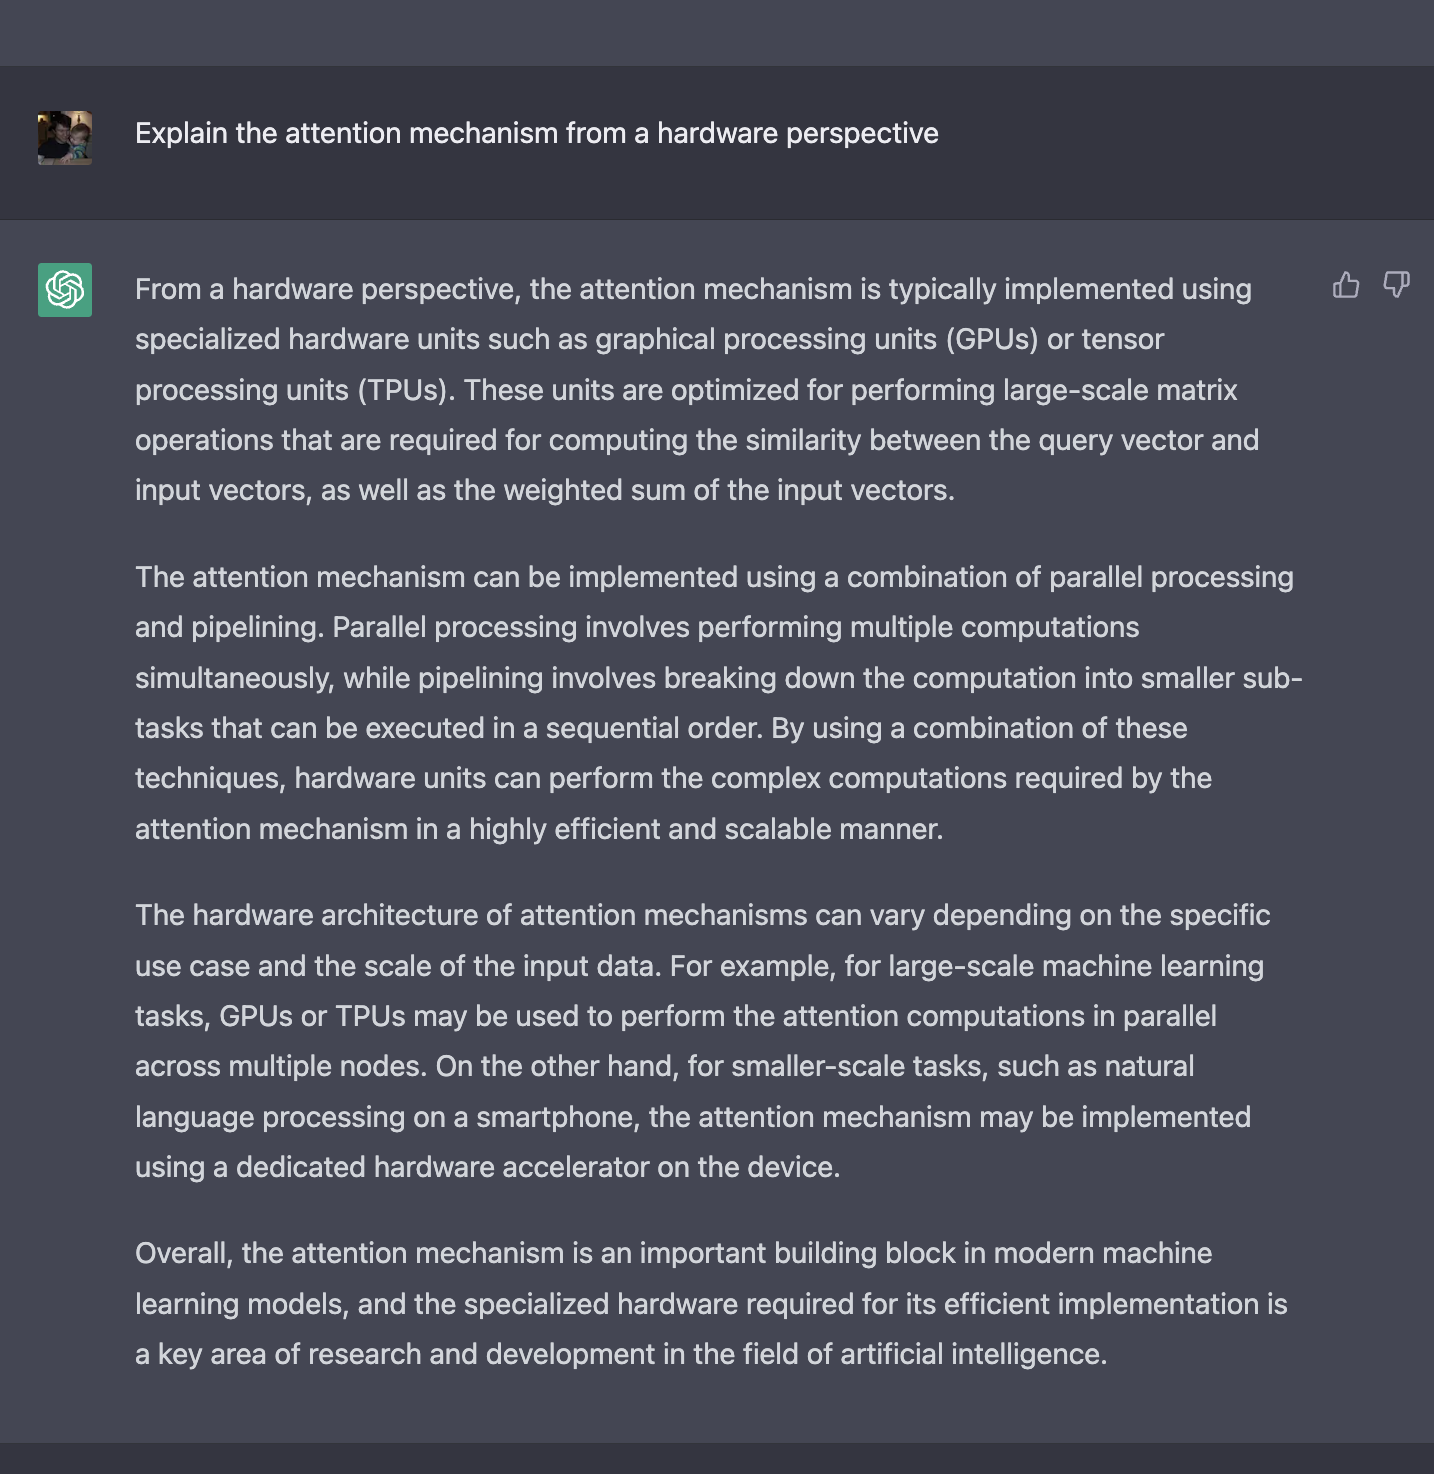 Explain the attention mechanism from a hardware perspective
From a hardware perspective, the attention mechanism is typically implemented using
specialized hardware units such as graphical processing units (GPUs) or tensor
processing units (TPUs). These units are optimized for performing large-scale matrix
operations that are required for computing the similarity between the query vector and
input vectors, as well as the weighted sum of the input vectors.
The attention mechanism can be implemented using a combination of parallel processing
and pipelining. Parallel processing involves performing multiple computations
simultaneously, while pipelining involves breaking down the computation into smaller sub-
tasks that can be executed in a sequential order. By using a combination of these
techniques, hardware units can perform the complex computations required by the
attention mechanism in a highly efficient and scalable manner.
The hardware architecture of attention mechanisms can vary depending on the specific
use case and the scale of the input data. For example, for large-scale machine learning
tasks, GPUs or TPUs may be used to perform the attention computations in parallel
across multiple nodes. On the other hand, for smaller-scale tasks, such as natural
language processing on a smartphone, the attention mechanism may be implemented
using a dedicated hardware accelerator on the device.
Overall, the attention mechanism is an important building block in modern machine
learning models, and the specialized hardware required for its efficient implementation is
a key area of research and development in the field of artificial intelligence.